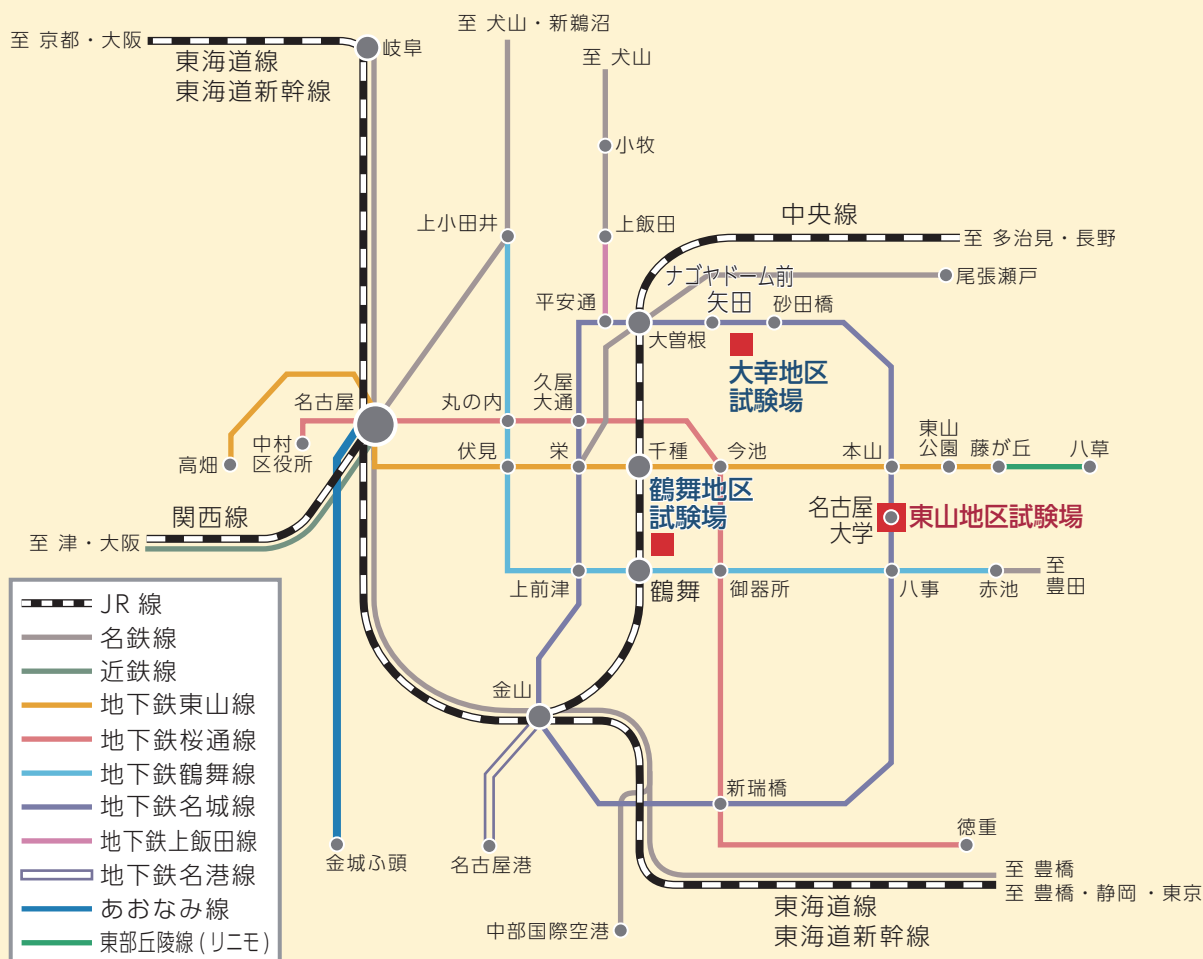 至 犬山・新鵜沼
至 京都・大阪
岐阜
東海道線
東海道新幹線
至 犬山
小牧
上小田井
上飯田
中央線
至 多治見・長野
ナゴヤドーム前
矢田
尾張瀬戸
平安通
砂田橋
大曽根
大幸地区
試験場
名古屋
丸の内
久屋
大通
中村
区役所
高畑
伏見
栄
千種
今池
本山
東山
公園
藤が丘
八草
鶴舞地区
試験場
名古屋
大学
東山地区試験場
関西線
至 津・大阪
上前津
鶴舞
御器所
八事
赤池
至
豊田
JR 線
名鉄線
近鉄線
地下鉄東山線
地下鉄桜通線
地下鉄鶴舞線
地下鉄名城線
地下鉄上飯田線
地下鉄名港線
あおなみ線
東部丘陵線 ( リニモ )
金山
新瑞橋
徳重
金城ふ頭
名古屋港
中部国際空港
至 豊橋
至 豊橋・静岡・東京
東海道線
東海道新幹線